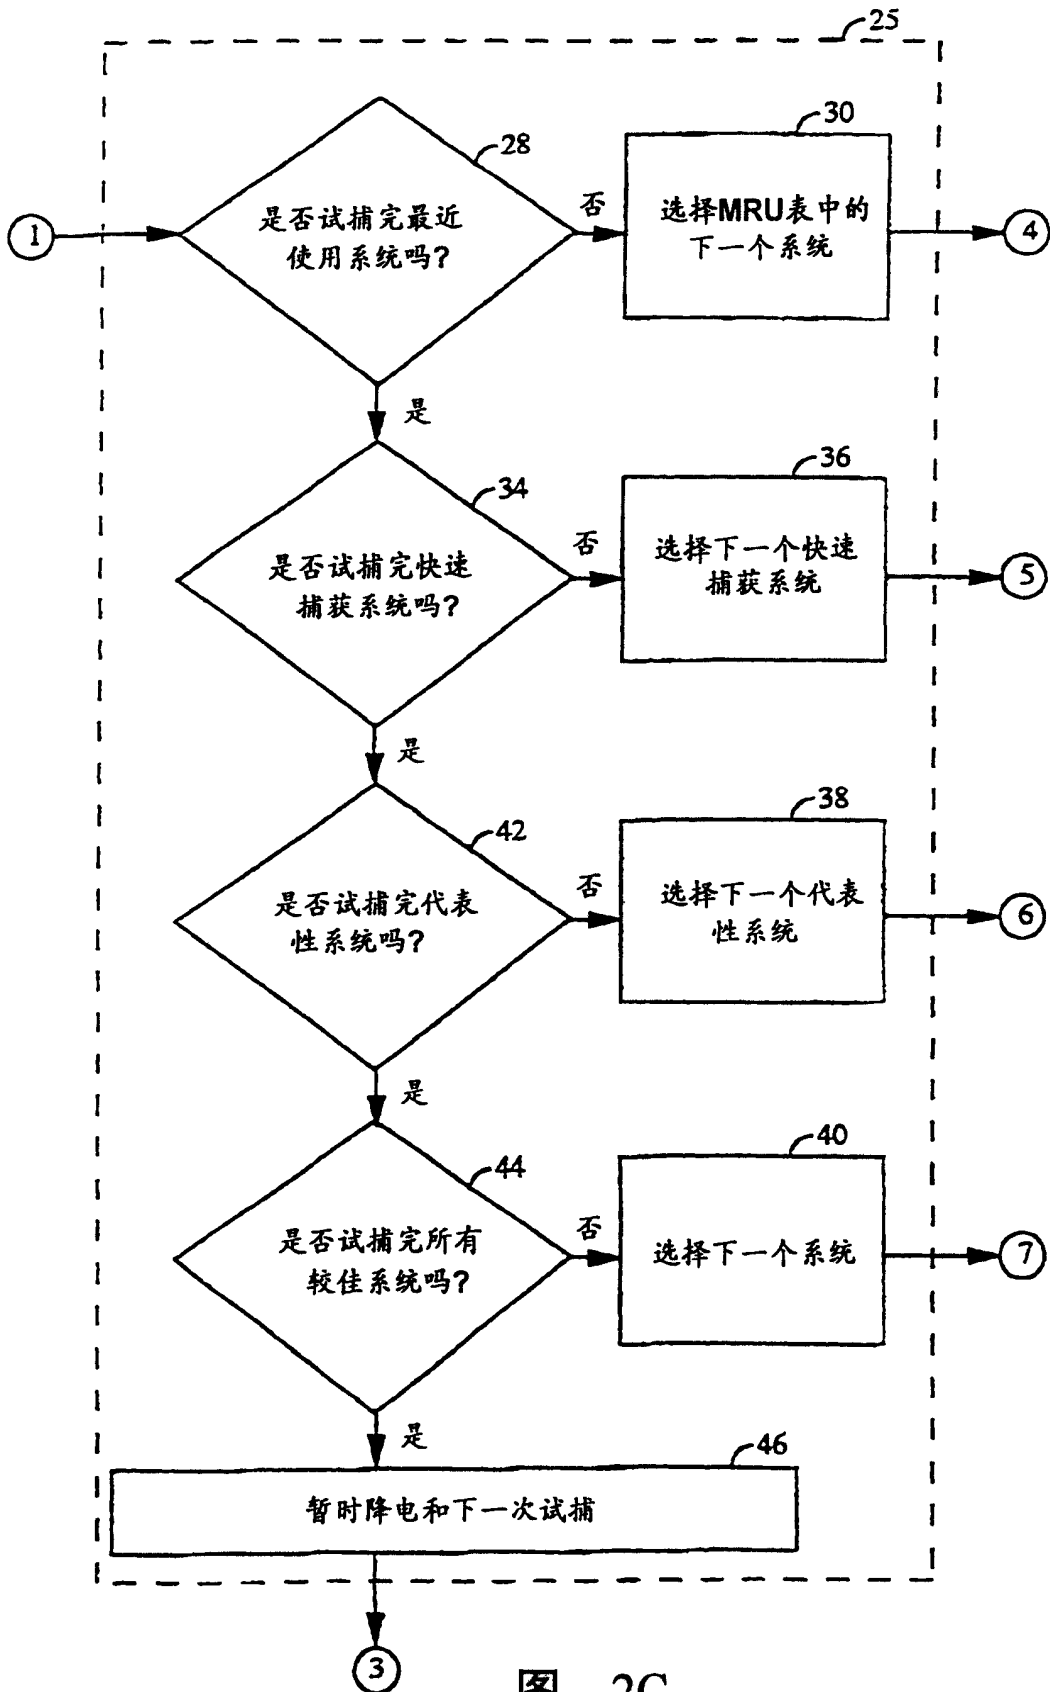 25
28
30
是否试捕完最近
使用系统吗?
否
选择MRU表中的
下一个系统
1
4
是
34
36
是否试捕完快速
捕获系统吗?
否
选择下一个快速
捕获系统
5
是
42
38
是否试捕完代表
性系统吗?
否
选择下一个代表
性系统
6
是
44
40
是否试捕完所有
较佳系统吗?
否
选择下一个系统
7
是
46
暂时降电和下一次试捕
3
图 2C